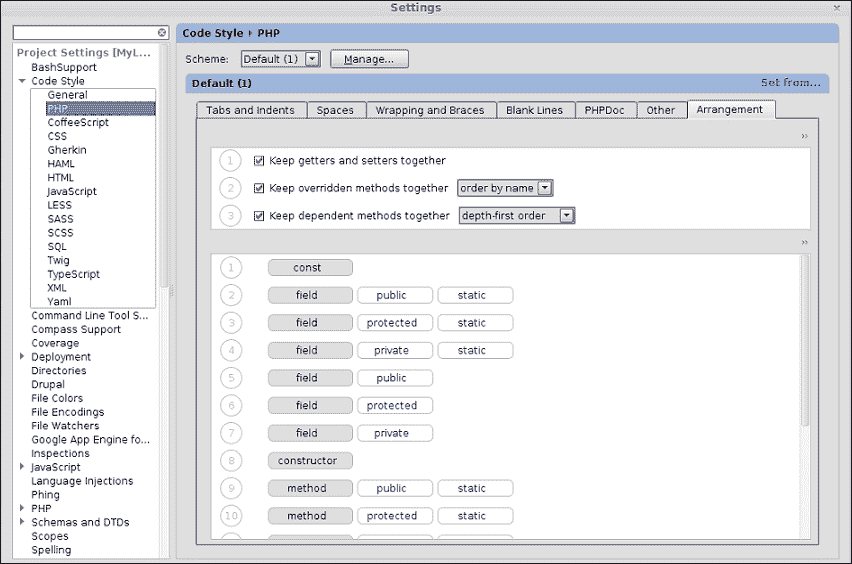 Settings
Project Settings [MyL...
BashSupport
Code Style
General
PHP
CoffeeScript
CSS
Gherkin
HAML
HTML
JavaScript
LESS
SASS
SCSS
SQL
Twig
TypeScript
XML
Yaml
Command Line Tool S...
Compass Support
Coverage
Deployment
Directories
Drupal
File Colors
File Encodings
File Watchers
Google App Engine fo...
Inspections
JavaScript
Language Injections
Phing
PHP
Schemas and DTDs
Scopes
Spelling
Code Style › PHP
Scheme: Default (1) Manage...
Default (1) Set from...
Tabs and Indents Spaces Wrapping and Braces Blank Lines PHPDoc Other Arrangement
»
1 Keep getters and setters together
2 Keep overridden methods together order by name
3 Keep dependent methods together depth-first order
»
1 const
2 field public static
3 field protected static
4 field private static
5 field public
6 field protected
7 field private
8 constructor
9 method public static
10 method protected static